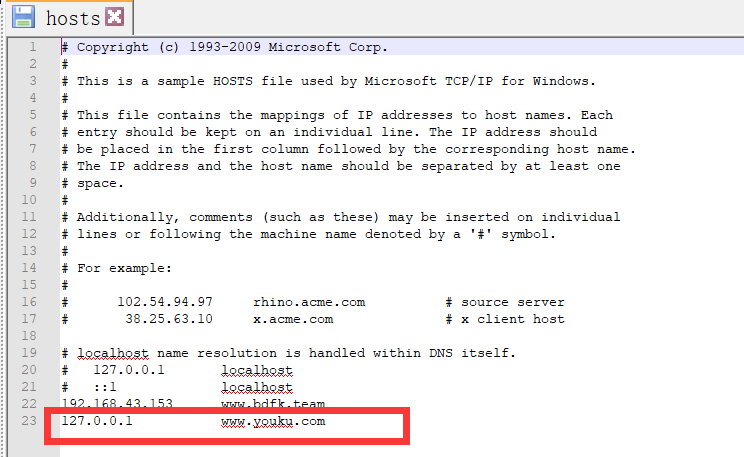 hosts
1 # Copyright (c) 1993-2009 Microsoft Corp.
2 #
3 # This is a sample HOSTS file used by Microsoft TCP/IP for Windows.
4 #
5 # This file contains the mappings of IP addresses to host names. Each
6 # entry should be kept on an individual line. The IP address should
7 # be placed in the first column followed by the corresponding host name.
8 # The IP address and the host name should be separated by at least one
9 # space.
10 #
11 # Additionally, comments (such as these) may be inserted on individual
12 # lines or following the machine name denoted by a '#' symbol.
13 #
14 # For example:
15 #
16 #      102.54.94.97     rhino.acme.com          # source server
17 #       38.25.63.10     x.acme.com              # x client host
18
19 # localhost name resolution is handled within DNS itself.
20 #   127.0.0.1       localhost
21 #   ::1             localhost
22 192.168.43.153      www.bdfk.team
23 127.0.0.1           www.youku.com